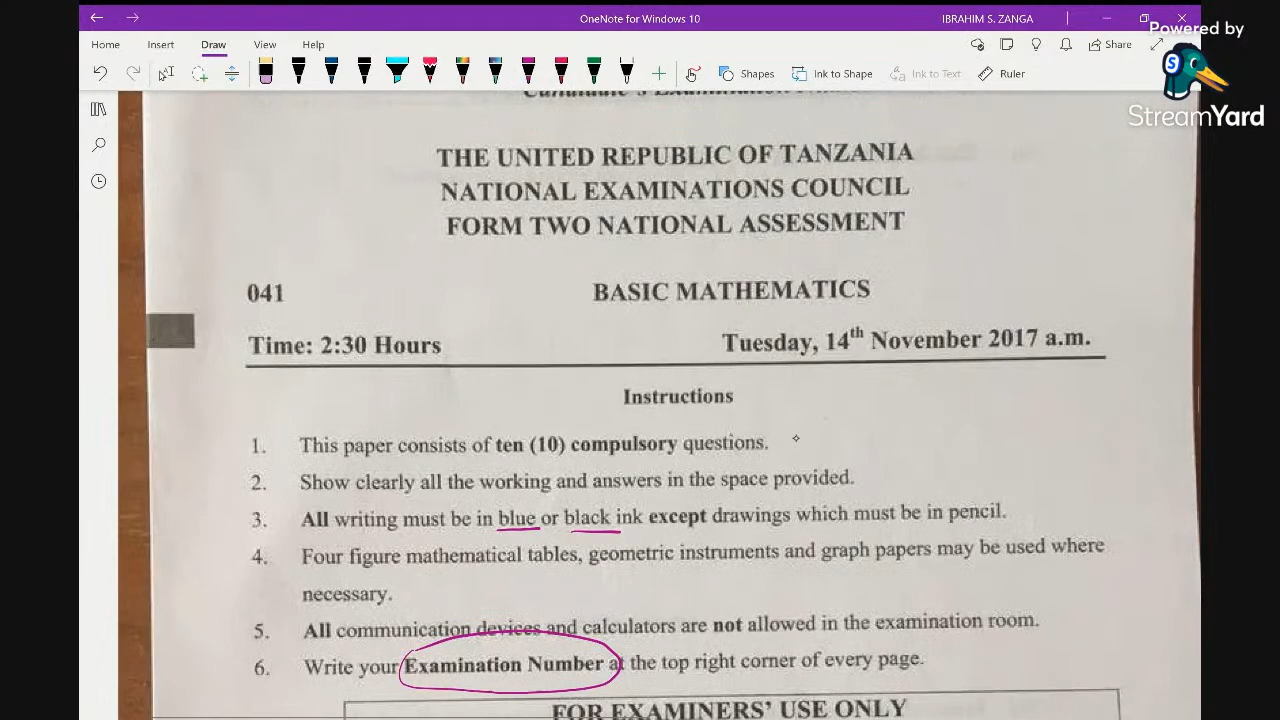 OneNote for Windows 10
IBRAHIM S. ZANGA
Powered by
StreamYard
Home Insert Draw View Help
Share
Shapes Ink to Shape Ink to Text Ruler
THE UNITED REPUBLIC OF TANZANIA
NATIONAL EXAMINATIONS COUNCIL
FORM TWO NATIONAL ASSESSMENT
041 BASIC MATHEMATICS
Time: 2:30 Hours Tuesday, 14th November 2017 a.m.
Instructions
1. This paper consists of ten (10) compulsory questions.
2. Show clearly all the working and answers in the space provided.
3. All writing must be in blue or black ink except drawings which must be in pencil.
4. Four figure mathematical tables, geometric instruments and graph papers may be used where
necessary.
5. All communication devices and calculators are not allowed in the examination room.
6. Write your Examination Number at the top right corner of every page.
FOR EXAMINERS' USE ONLY